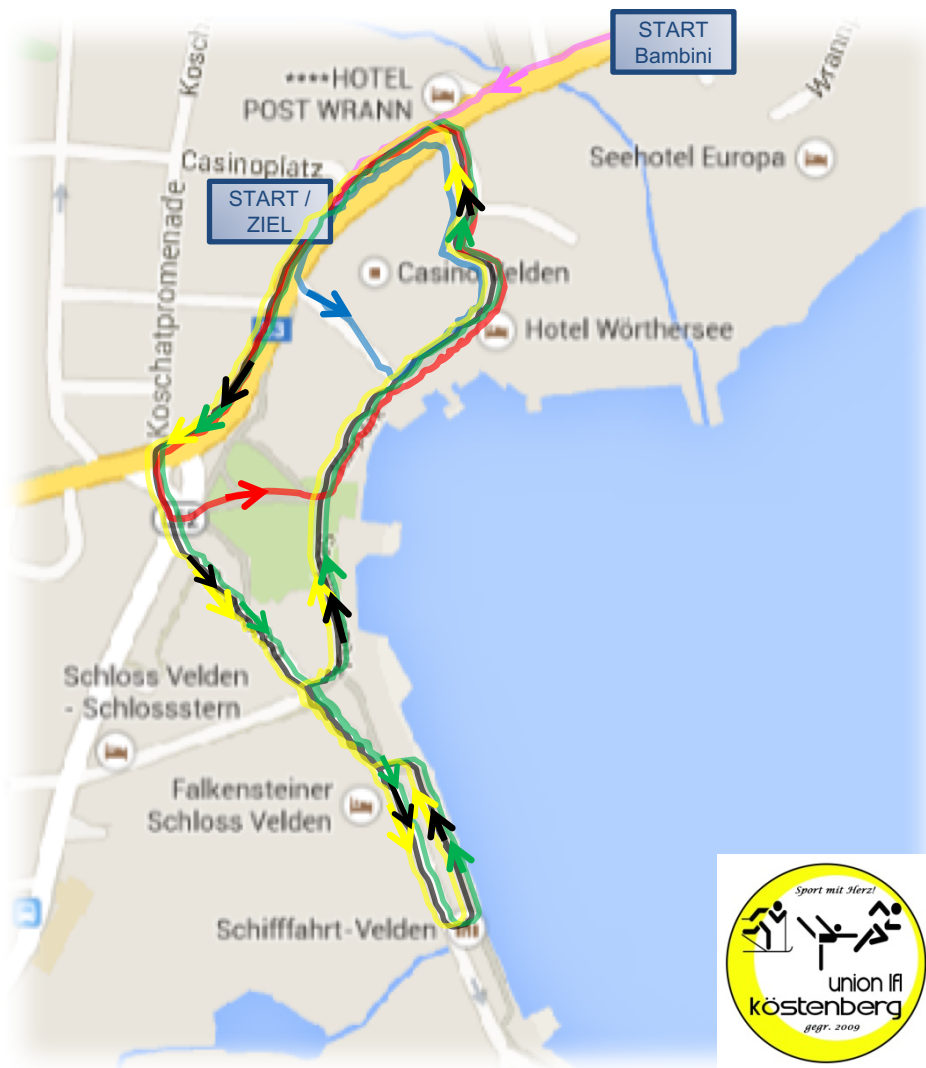 START
Bambini
Kosch
****HOTEL
POST WRANN
Wrann
Seehotel Europa
Casinoplatz
START /
ZIEL
Koschatpromenade
Casino Velden
Hotel Wörthersee
Schloss Velden
- Schlossstern
Falkensteiner
Schloss Velden
Schifffahrt-Velden
Sport mit Herz!
union
köstenberg
gegr. 2009